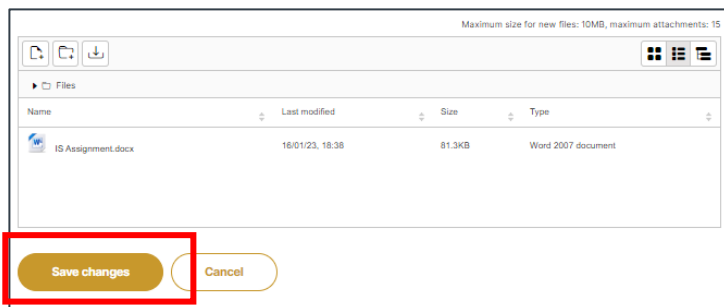 Maximum size for new files: 10MB, maximum attachments: 15
Files
Name Last modified Size Type
IS Assignment.docx 16/01/23, 18:38 81.3KB Word 2007 document
Save changes Cancel